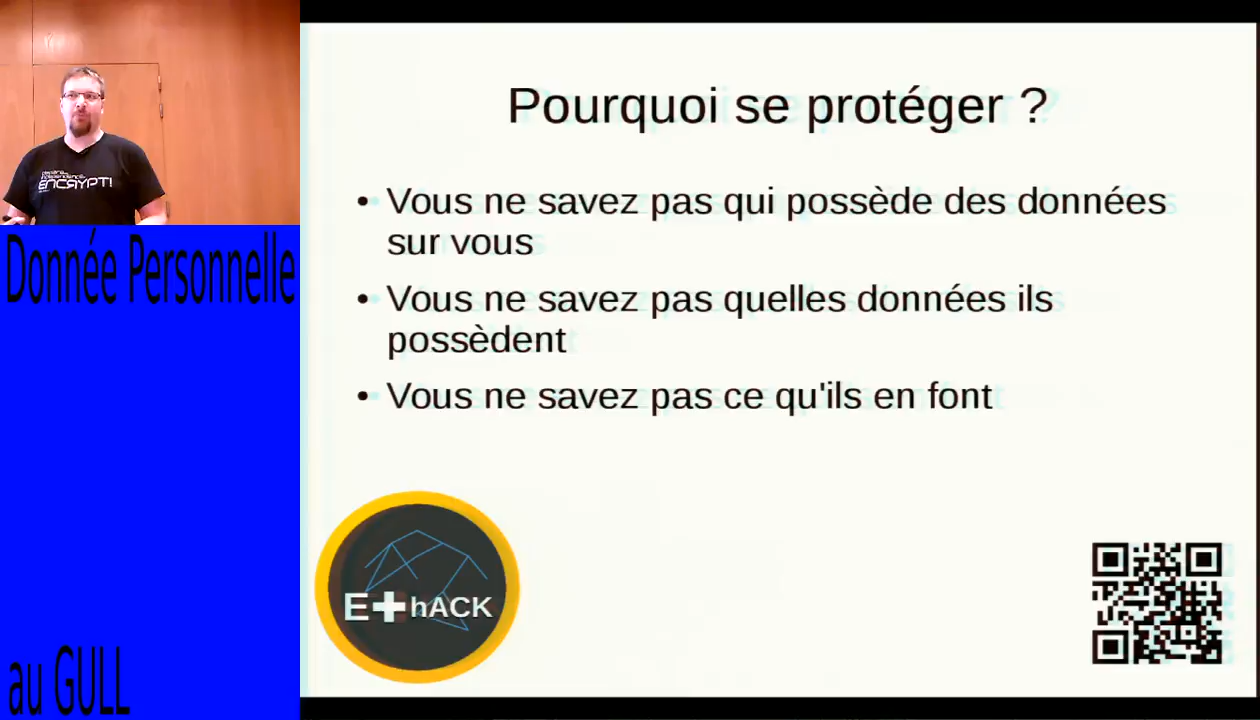 ENCRYPT!
Donnée Personnelle
au GULL
Pourquoi se protéger ?
• Vous ne savez pas qui possède des données
sur vous
• Vous ne savez pas quelles données ils
possèdent
• Vous ne savez pas ce qu'ils en font
E+hACK